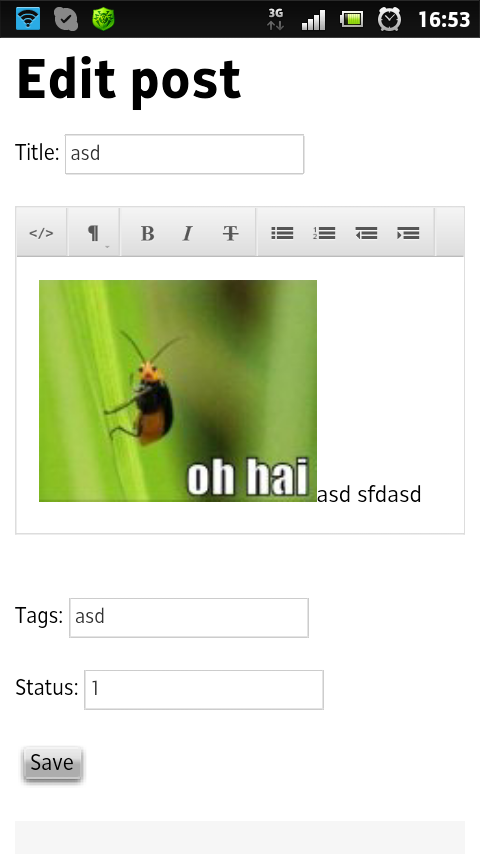 3G 16:53
Edit post
Title: asd
</> ¶ B I T
oh hai
asd sfdasd
Tags: asd
Status: 1
Save